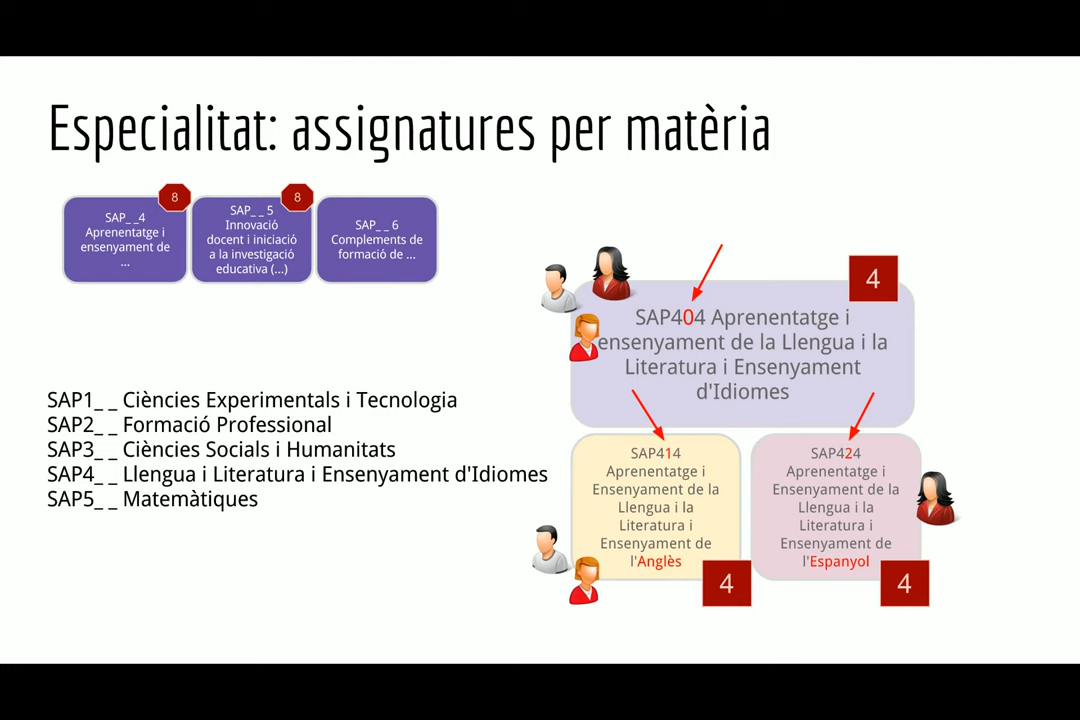 Especialitat: assignatures per matèria
8
SAP_ _4
Aprenentatge i
ensenyament de
...
8
SAP_ _ 5
Innovació
docent i iniciació
a la investigació
educativa (...)
SAP_ _ 6
Complements de
formació de ...
SAP1_ _ Ciències Experimentals i Tecnologia
SAP2_ _ Formació Professional
SAP3_ _ Ciències Socials i Humanitats
SAP4_ _ Llengua i Literatura i Ensenyament d'Idiomes
SAP5_ _ Matemàtiques
4
SAP404 Aprenentatge i
ensenyament de la Llengua i la
Literatura i Ensenyament
d'Idiomes
SAP414
Aprenentatge i
Ensenyament de la
Llengua i la
Literatura i
Ensenyament de
l'Anglès
4
SAP424
Aprenentatge i
Ensenyament de la
Llengua i la
Literatura i
Ensenyament de
l'Espanyol
4